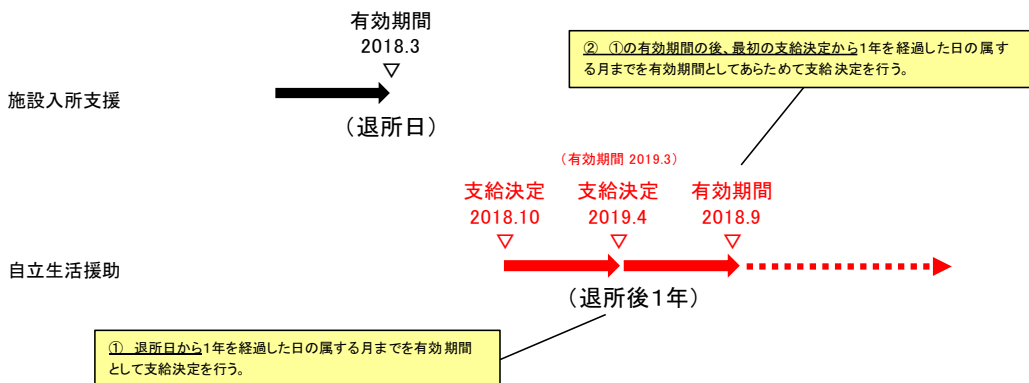 有効期間
2018.3
▽
② ①の有効期間の後、最初の支給決定から1年を経過した日の属す
る月までを有効期間としてあらためて支給決定を行う。
施設入所支援
(退所日)
(有効期間 2019.3)
支給決定 支給決定 有効期間
2018.10 2019.4 2018.9
▽ ▽ ▽
自立生活援助
(退所後1年)
① 退所日から1年を経過した日の属する月までを有効期間
として支給決定を行う。